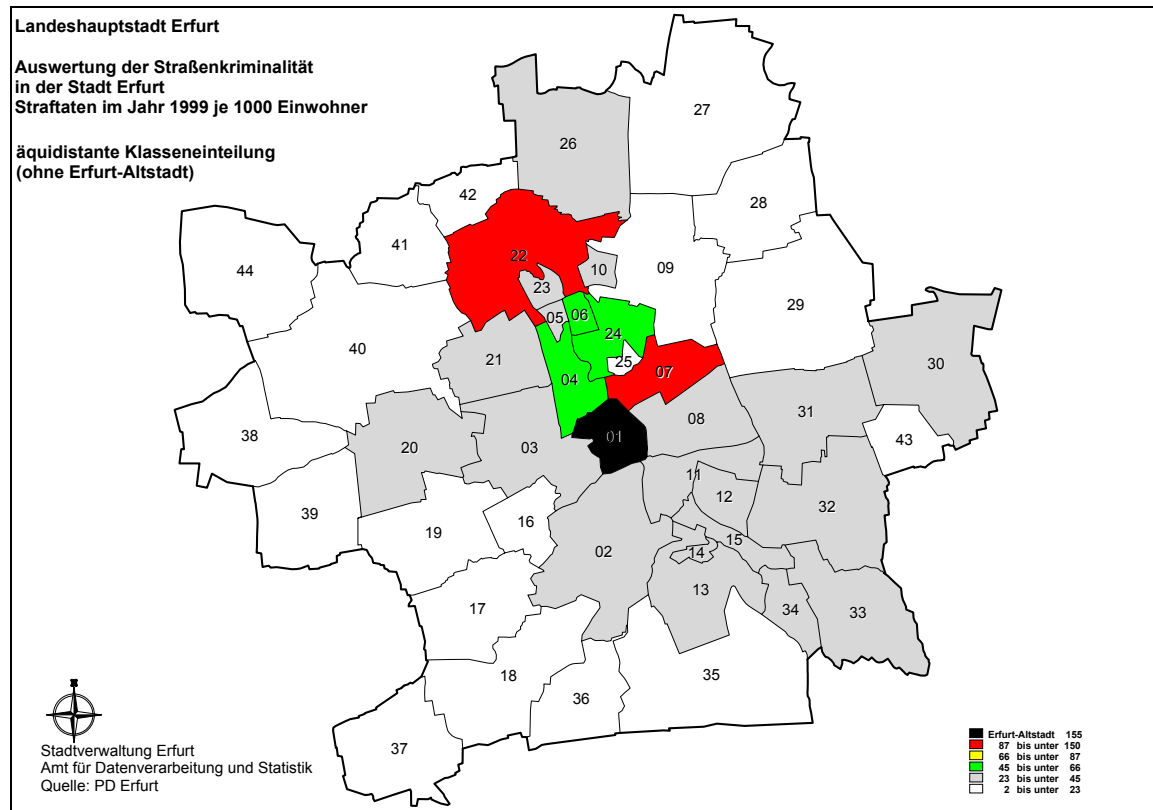 Landeshauptstadt Erfurt
Auswertung der Straßenkriminalität
in der Stadt Erfurt
Straftaten im Jahr 1999 je 1000 Einwohner
äquidistante Klasseneinteilung
(ohne Erfurt-Altstadt)
27
26
42
28
41
44
22
10
09
23
29
05
06
24
40
21
25
30
04
07
31
38
08
01
43
20
03
11
12
32
39
16
19
15
02
14
13
17
34
33
18
35
36
37
N
Stadtverwaltung Erfurt
Amt für Datenverarbeitung und Statistik
Quelle: PD Erfurt
Erfurt-Altstadt 155
87 bis unter 150
66 bis unter 87
45 bis unter 66
23 bis unter 45
2 bis unter 23